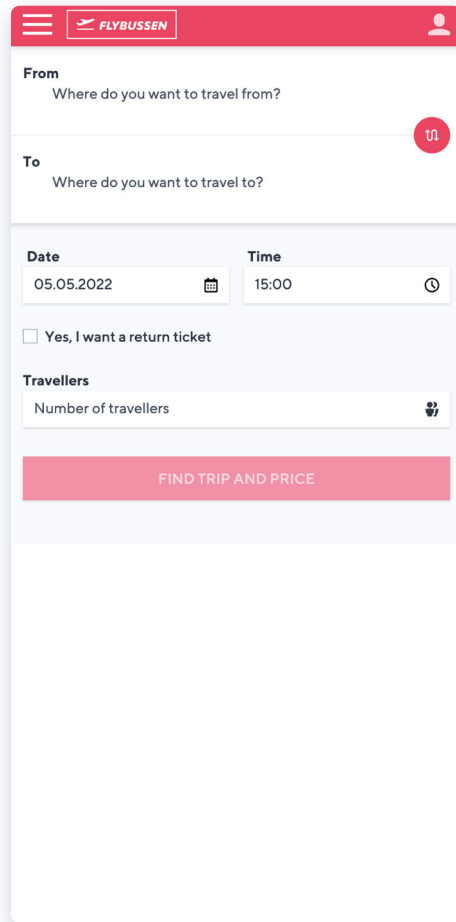 FLYBUSSEN
From
Where do you want to travel from?
To
Where do you want to travel to?
Date
Time
05.05.2022
15:00
Yes, I want a return ticket
Travellers
Number of travellers
FIND TRIP AND PRICE